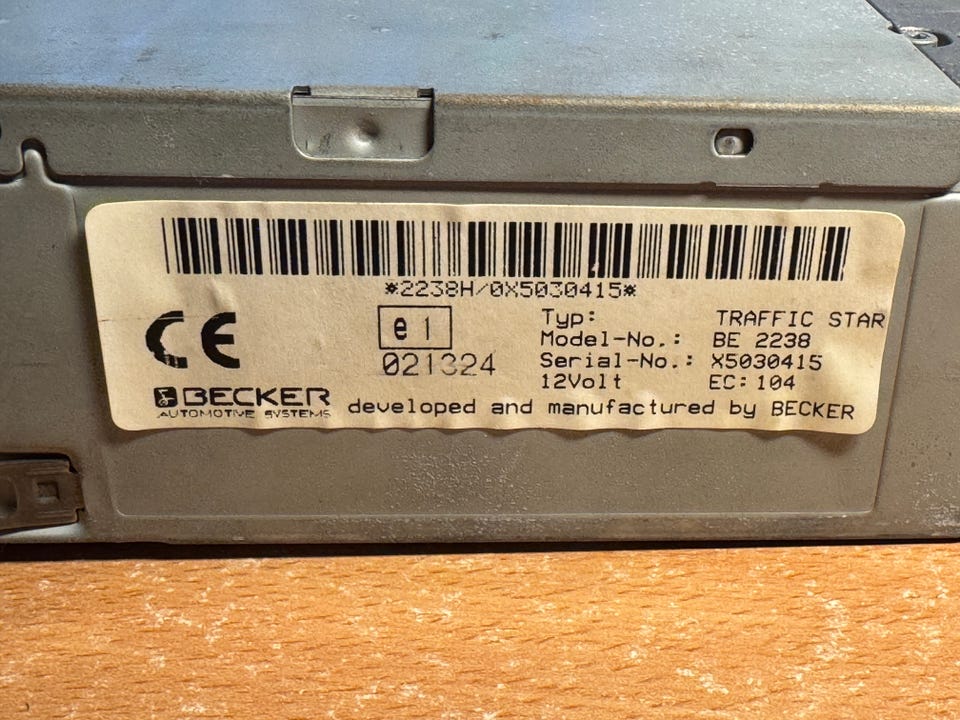 *2238H/0X5030415*
CE
e 1
021324
BECKER
AUTOMOTIVE SYSTEMS
Typ: TRAFFIC STAR
Model-No.: BE 2238
Serial-No.: X5030415
12Volt EC: 104
developed and manufactured by BECKER